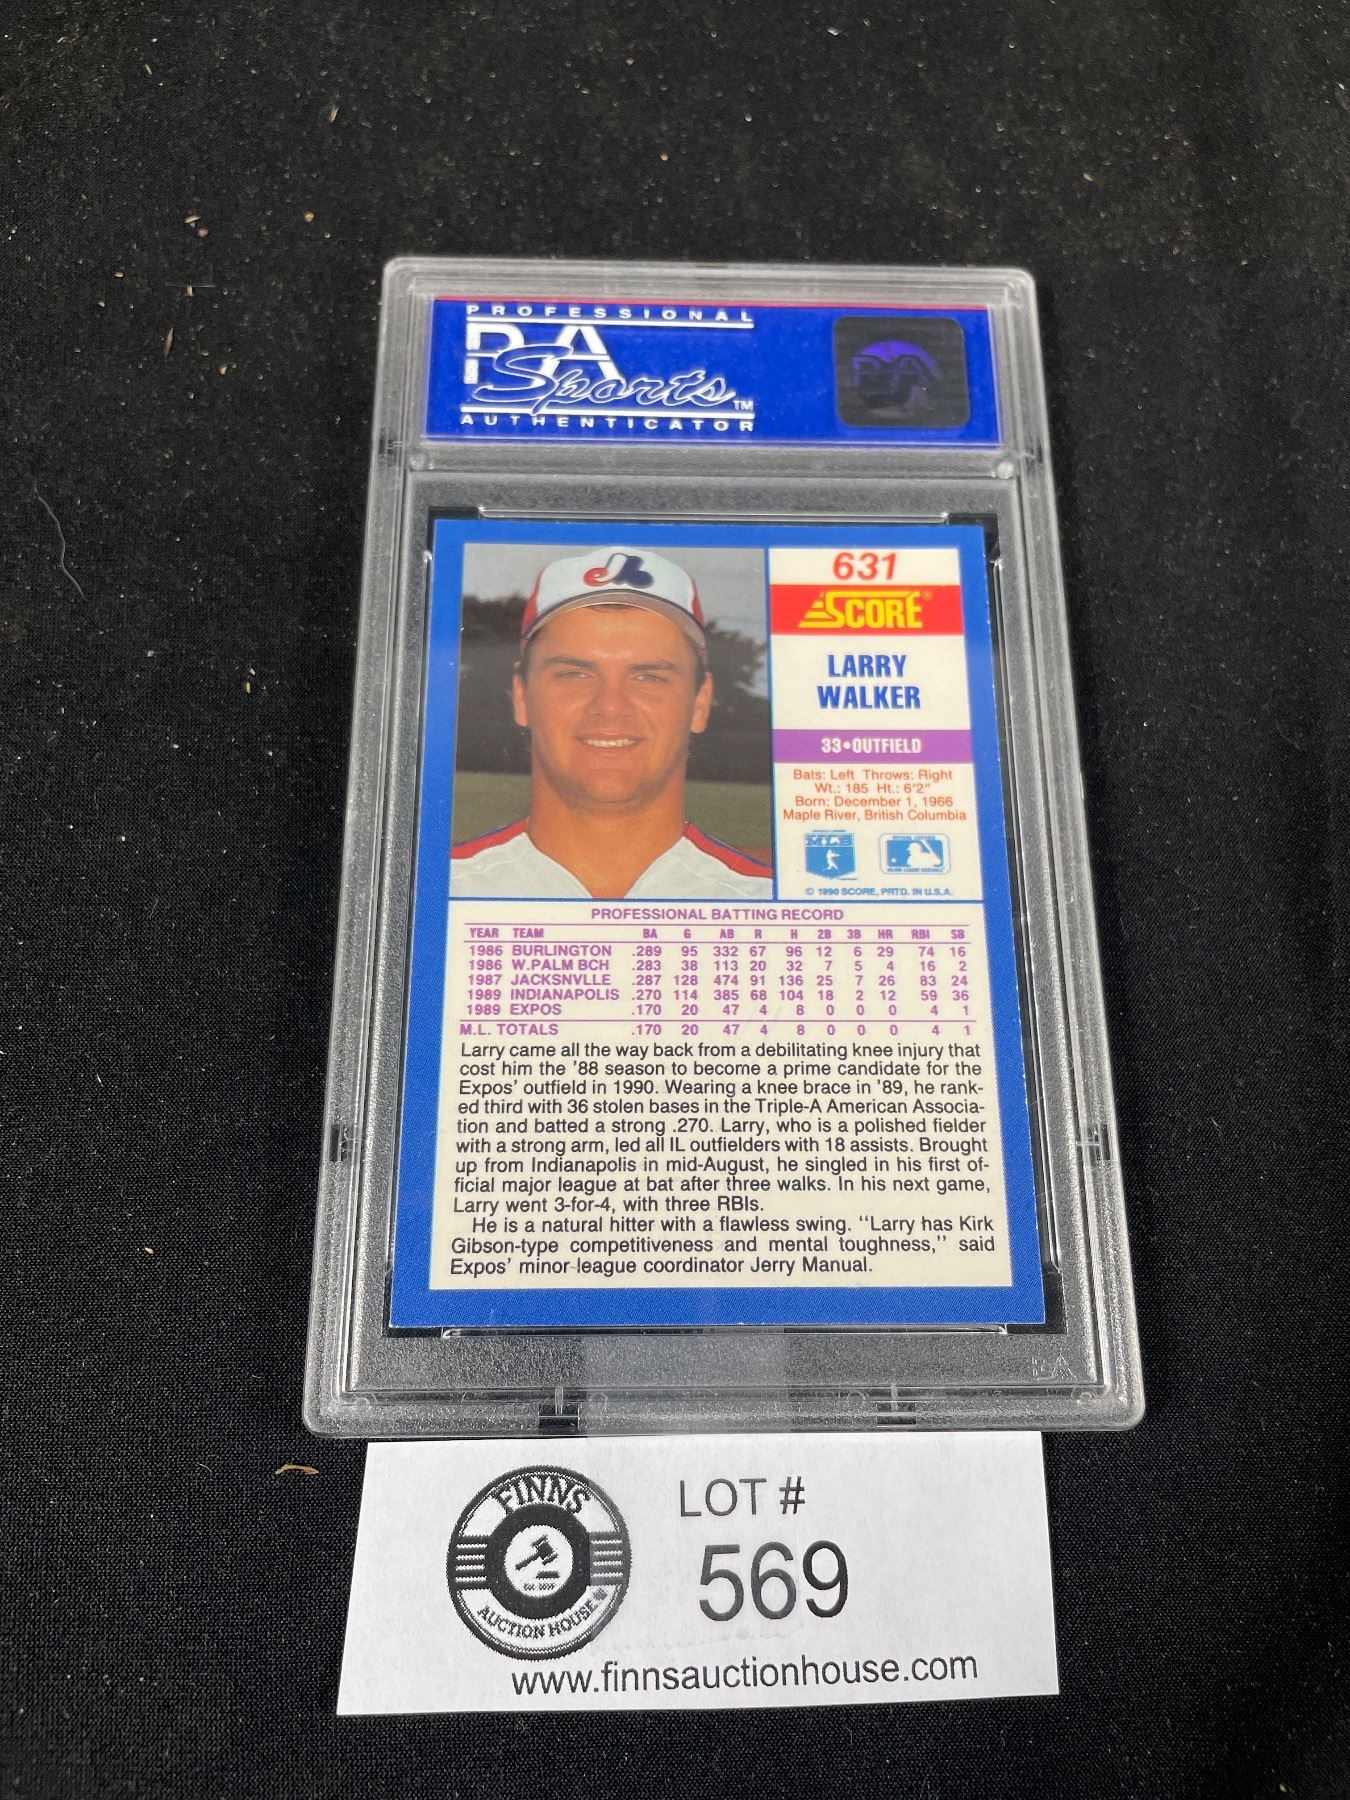 PROFESSIONAL
Sports TM
AUTHENTICATOR
631
SCORE®
LARRY
WALKER
33•OUTFIELD
Bats: Left Throws: Right
Wt.: 185 Ht.: 6'2"
Born: December 1, 1966
Maple River, British Columbia
© 1990 SCORE, PRTD. IN U.S.A.
PROFESSIONAL BATTING RECORD
YEAR TEAM BA G AB R H 2B 3B HR RBI SB
1986 BURLINGTON .289 95 332 67 96 12 6 29 74 16
1986 W.PALM BCH .283 38 113 20 32 7 5 4 16 2
1987 JACKSNVLLE .287 128 474 91 136 25 7 26 83 24
1989 INDIANAPOLIS .270 114 385 68 104 18 2 12 59 36
1989 EXPOS .170 20 47 4 8 0 0 0 4 1
M.L. TOTALS .170 20 47 4 8 0 0 0 4 1
Larry came all the way back from a debilitating knee injury that
cost him the '88 season to become a prime candidate for the
Expos' outfield in 1990. Wearing a knee brace in '89, he rank-
ed third with 36 stolen bases in the Triple-A American Associa-
tion and batted a strong .270. Larry, who is a polished fielder
with a strong arm, led all IL outfielders with 18 assists. Brought
up from Indianapolis in mid-August, he singled in his first of-
ficial major league at bat after three walks. In his next game,
Larry went 3-for-4, with three RBIs.
He is a natural hitter with a flawless swing. "Larry has Kirk
Gibson-type competitiveness and mental toughness," said
Expos' minor-league coordinator Jerry Manual.
FINNS
AUCTION HOUSE
LOT #
569
www.finnsauctionhouse.com